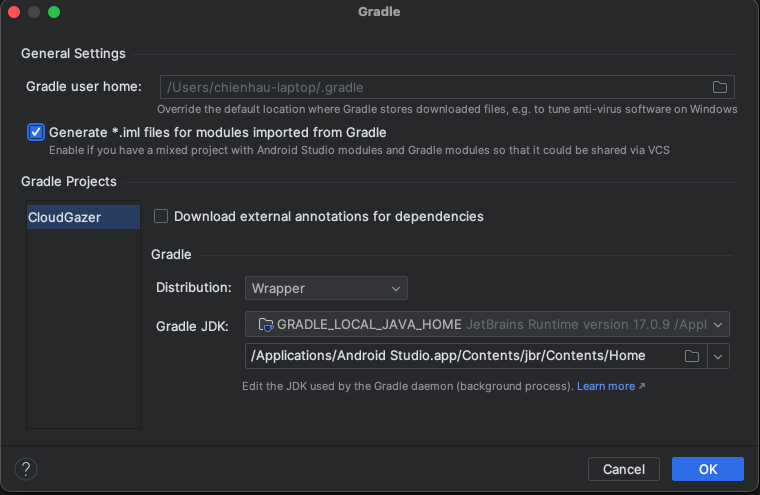 Gradle
General Settings
Gradle user home: /Users/chienhau-laptop/.gradle
Override the default location where Gradle stores downloaded files, e.g. to tune anti-virus software on Windows
Generate *.iml files for modules imported from Gradle
Enable if you have a mixed project with Android Studio modules and Gradle modules so that it could be shared via VCS
Gradle Projects
CloudGazer
Download external annotations for dependencies
Gradle
Distribution: Wrapper
Gradle JDK: GRADLE_LOCAL_JAVA_HOME JetBrains Runtime version 17.0.9 /Appl
/Applications/Android Studio.app/Contents/jbr/Contents/Home
Edit the JDK used by the Gradle daemon (background process). Learn more ↗
? Cancel OK